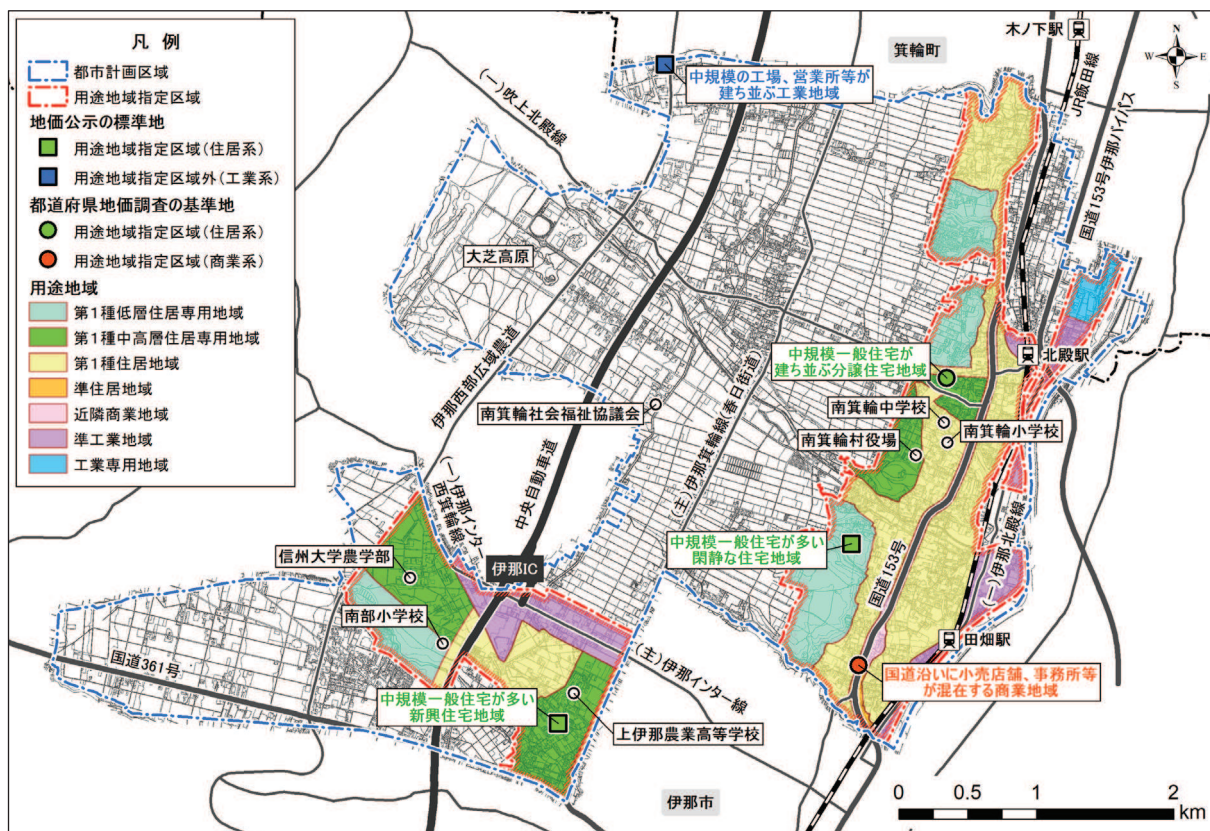 凡 例
都市計画区域
用途地域指定区域
地価公示の標準地
用途地域指定区域（住居系）
用途地域指定区域外（工業系）
都道府県地価調査の基準地
用途地域指定区域（住居系）
用途地域指定区域（商業系）
用途地域
第1種低層住居専用地域
第1種中高層住居専用地域
第1種住居地域
準住居地域
近隣商業地域
準工業地域
工業専用地域
木ノ下駅
箕輪町
N
W
E
S
中規模の工場、営業所等が
建ち並ぶ工業地域
(一)吹上北殿線
JR飯田線
国道153号伊那バイパス
大芝高原
伊那西部広域農道
北殿駅
中規模一般住宅が
建ち並ぶ分譲住宅地域
南箕輪社会福祉協議会
(主)伊那箕輪線(春日街道)
南箕輪中学校
南箕輪小学校
南箕輪村役場
(一)伊那インター
西箕輪線
中央自動車道
中規模一般住宅が多い
閑静な住宅地域
信州大学農学部
伊那IC
国道153号
(一)伊那北殿線
南部小学校
田畑駅
国道361号
(主)伊那インター線
国道沿いに小売店舗、事務所等
が混在する商業地域
中規模一般住宅が多い
新興住宅地域
上伊那農業高等学校
伊那市
0
0.5
1
2
km